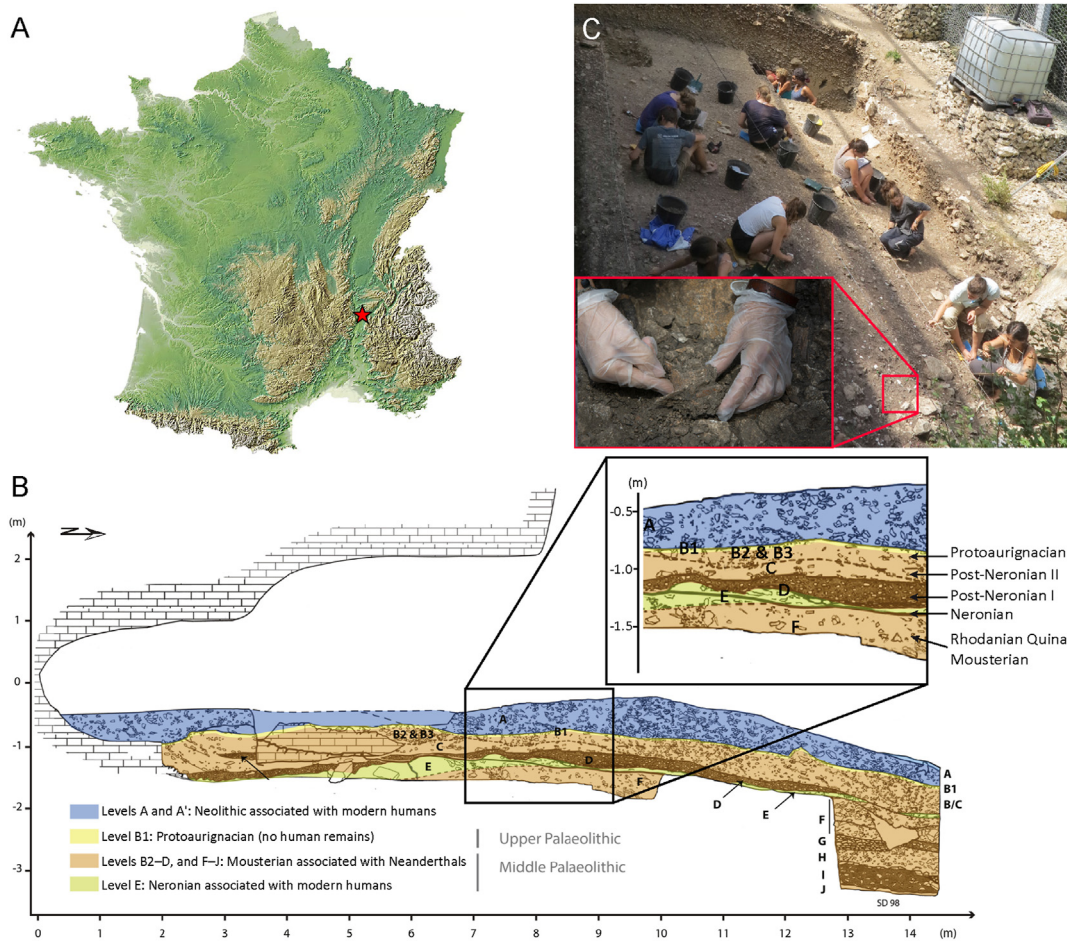 A
C
B
(m)
N
2
1
0
-1
-2
-3
0
1
2
3
4
5
6
7
8
9
10
11
12
13
14
(m)
(m)
-0.5
-1.0
-1.5
A
B1
B2 & B3
C
D
E
F
Protoaurignacian
Post-Neronian II
Post-Neronian I
Neronian
Rhodanian Quina
Mousterian
A
B1
B2 & B3
C
D
E
F
D
E
A
B1
B/C
F
G
H
I
J
SD 98
Levels A and A': Neolithic associated with modern humans
Level B1: Protoaurignacian (no human remains)
Levels B2–D, and F–J: Mousterian associated with Neanderthals
Level E: Neronian associated with modern humans
Upper Palaeolithic
Middle Palaeolithic